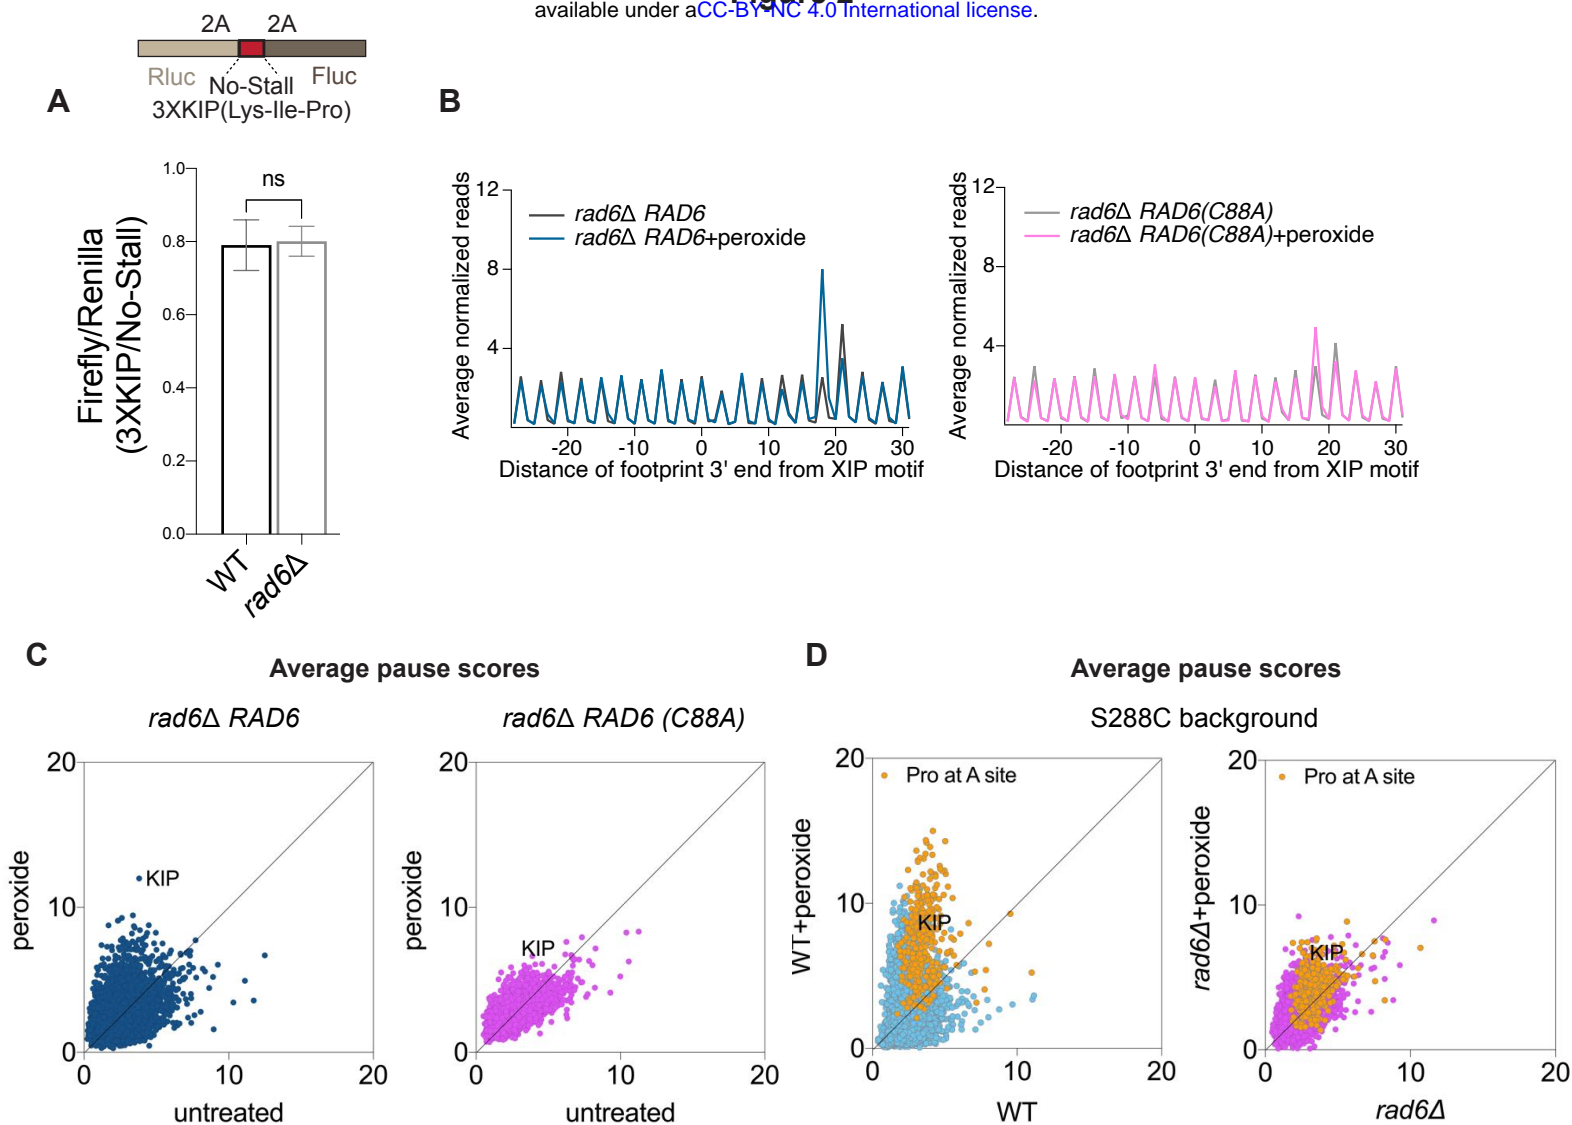 available under aCC-BY-NC 4.0 International license.
2A 2A
Rluc No-Stall Fluc
3XKIP(Lys-Ile-Pro)
A
Firefly/Renilla
(3XKIP/No-Stall)
1.0
0.8
0.6
0.4
0.2
0.0
ns
WT
rad6Δ
B
Average normalized reads
12
8
4
rad6Δ RAD6
rad6Δ RAD6+peroxide
-20 -10 0 10 20 30
Distance of footprint 3' end from XIP motif
Average normalized reads
12
8
4
rad6Δ RAD6(C88A)
rad6Δ RAD6(C88A)+peroxide
-20 -10 0 10 20 30
Distance of footprint 3' end from XIP motif
C
Average pause scores
rad6Δ RAD6
peroxide
20
10
0
KIP
0 10 20
untreated
rad6Δ RAD6 (C88A)
peroxide
20
10
0
KIP
0 10 20
untreated
D
Average pause scores
S288C background
WT+peroxide
20
10
0
Pro at A site
KIP
0 10 20
WT
rad6Δ+peroxide
20
10
0
Pro at A site
KIP
0 10 20
rad6Δ